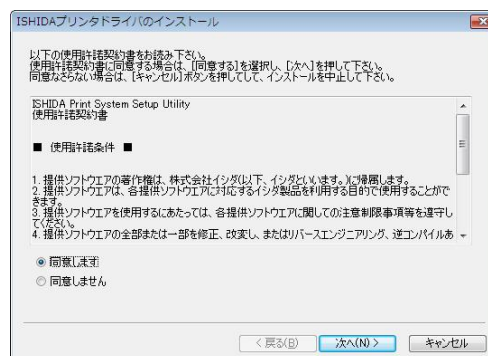 ISHIDAプリンタドライバのインストール
以下の使用許諾契約書をお読み下さい。
使用許諾契約書に同意する場合は、[同意する]を選択し、[次へ]を押して下さい。
同意なさらない場合は、[キャンセル]ボタンを押してして、インストールを中止して下さい。
ISHIDA Print System Setup Utility
使用許諾契約書
■ 使用許諾条件 ■
1. 提供ソフトウエアの著作権は、株式会社イシダ(以下、イシダといいます。)に帰属します。
2. 提供ソフトウエアは、各提供ソフトウエアに対応するイシダ製品を利用する目的で使用することができます。
3. 提供ソフトウエアを使用するにあたっては、各提供ソフトウエアに関しての注意制限事項等を遵守してください。
4. 提供ソフトウエアの全部または一部を修正、改変し、またはリバースエンジニアリング、逆コンパイルあ
同意します
同意しません
< 戻る(B)
次へ(N) >
キャンセル